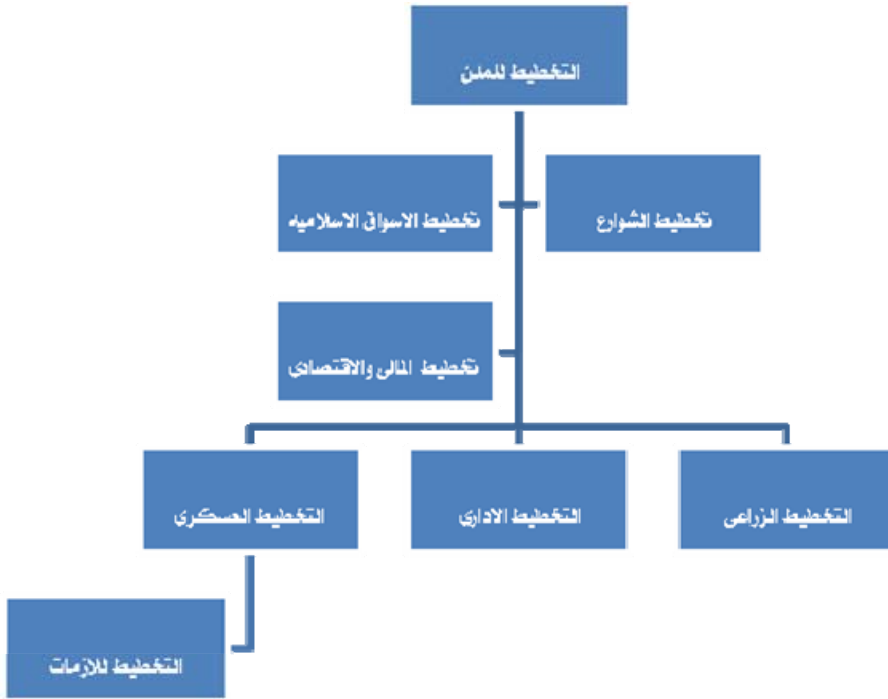 التخطيط للمدن
تخطيط الشوارع
تخطيط الاسواق الاسلاميه
تخطيط المالى والاقتصادى
التخطيط الزراعى
التخطيط الادارى
التخطيط العسكرى
التخطيط للازمات